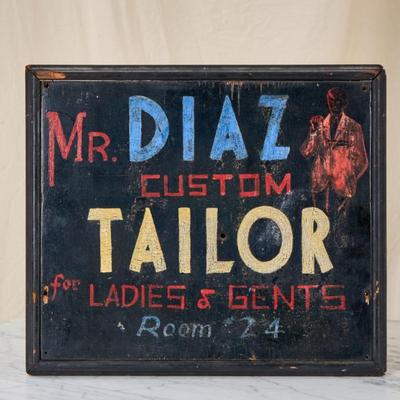 MR. DIAZ
CUSTOM
TAILOR
for LADIES & GENTS
Room #24